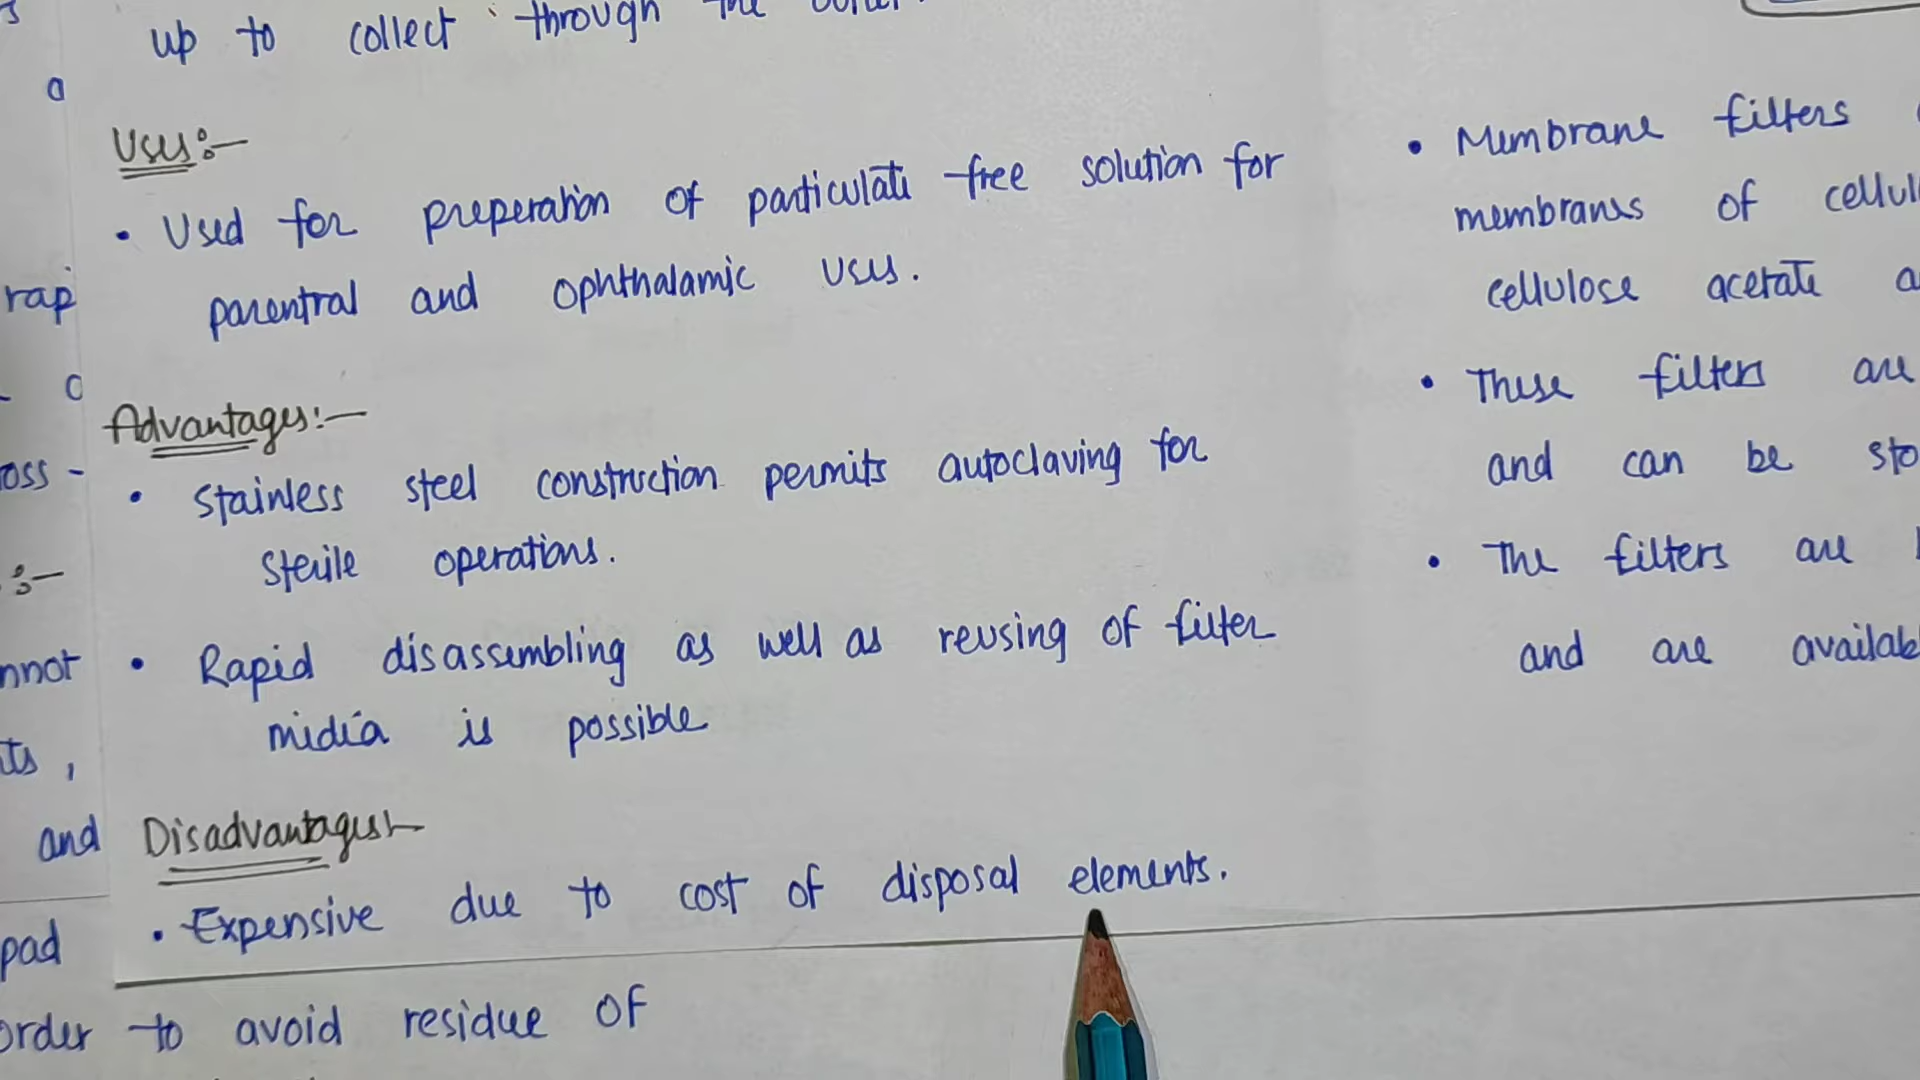 up to collect through the
Uses:-
• Used for preperation of particulate free solution for
parentral and ophthalamic uses.
Advantages:-
• Stainless steel construction permits autoclaving for
sterile operations.
• Rapid disassembling as well as reusing of filter
midia is possible
Disadvantages:-
• Expensive due to cost of disposal elements.
order to avoid residue of
• Membrane filters
membranes of
cellulose acetate
• These filters are
and can be
• The filters are
and are
rap
oss -
nnot
ts,
and
pad